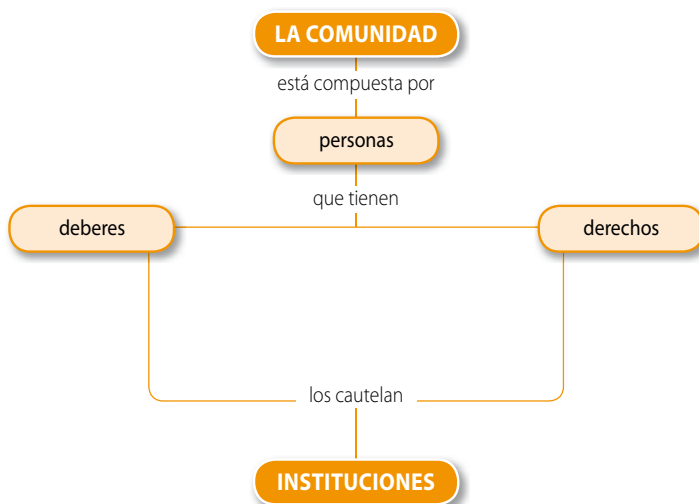 LA COMUNIDAD
está compuesta por
personas
que tienen
deberes
derechos
los cautelan
INSTITUCIONES